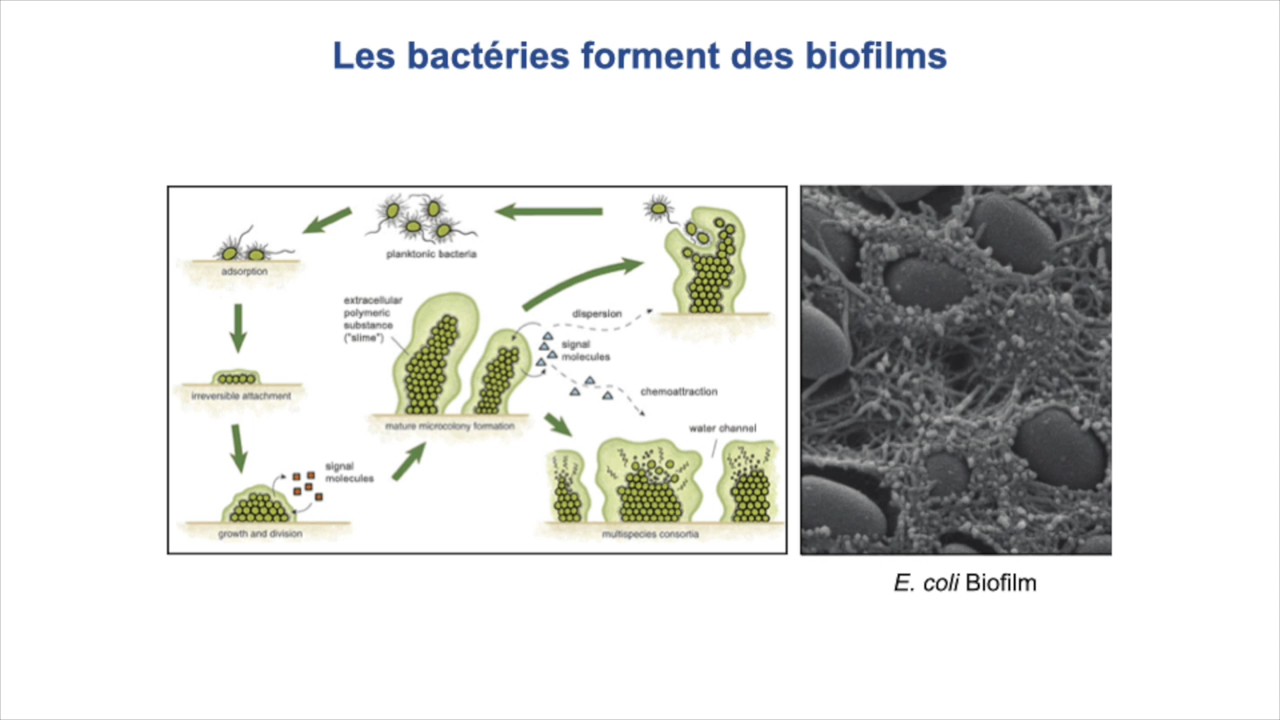 Les bactéries forment des biofilms
planktonic bacteria
adsorption
extracellular
polymeric
substance
("slime")
dispersion
signal
molecules
irreversible attachment
chemoattraction
mature microcolony formation
water channel
signal
molecules
growth and division
multispecies consortia
E. coli Biofilm